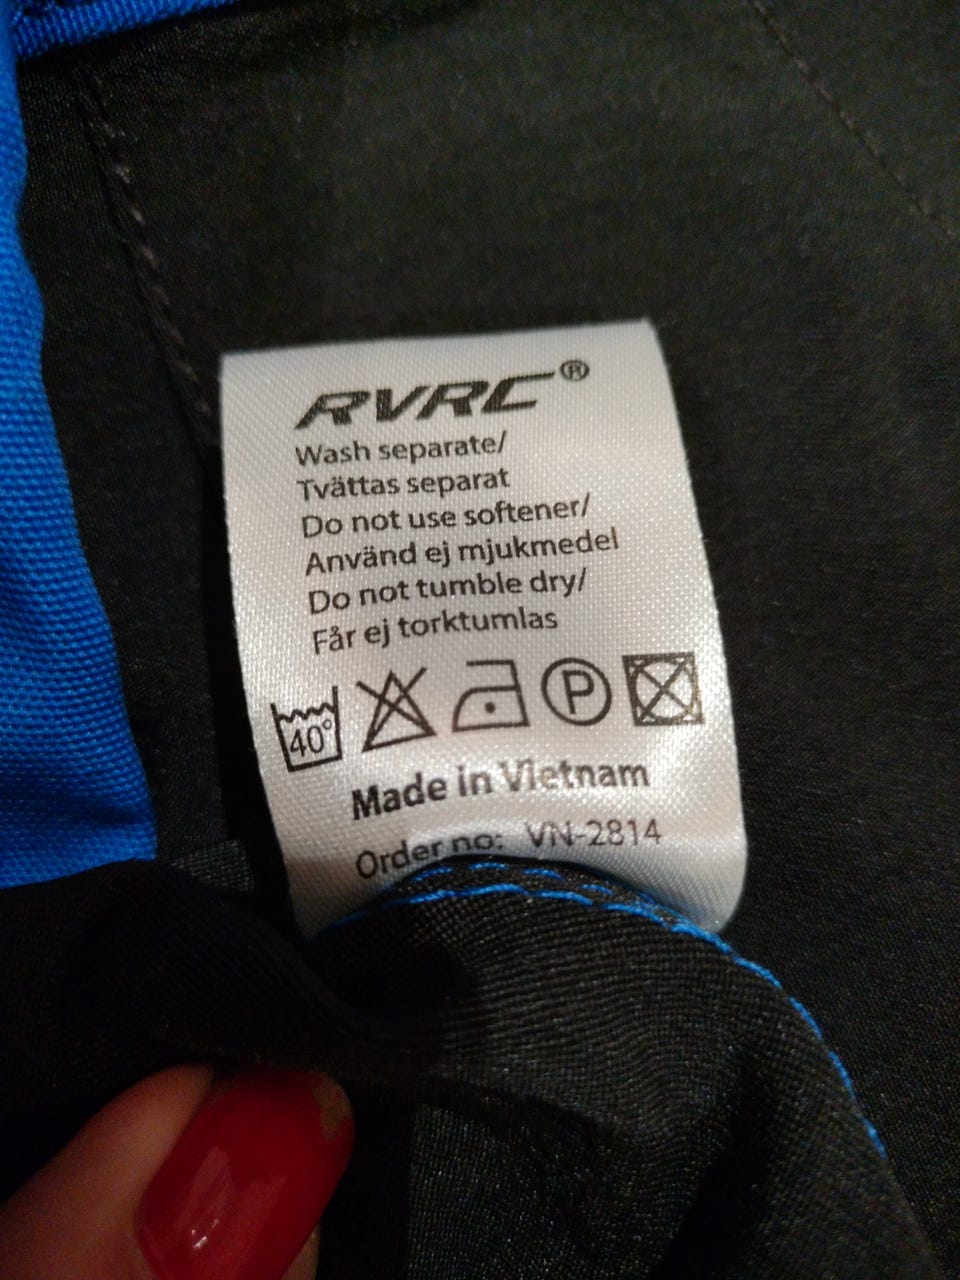 RVRC®
Wash separate/
Tvättas separat
Do not use softener/
Använd ej mjukmedel
Do not tumble dry/
Får ej torktumlas
40° P
Made in Vietnam
Order no: VN-2814